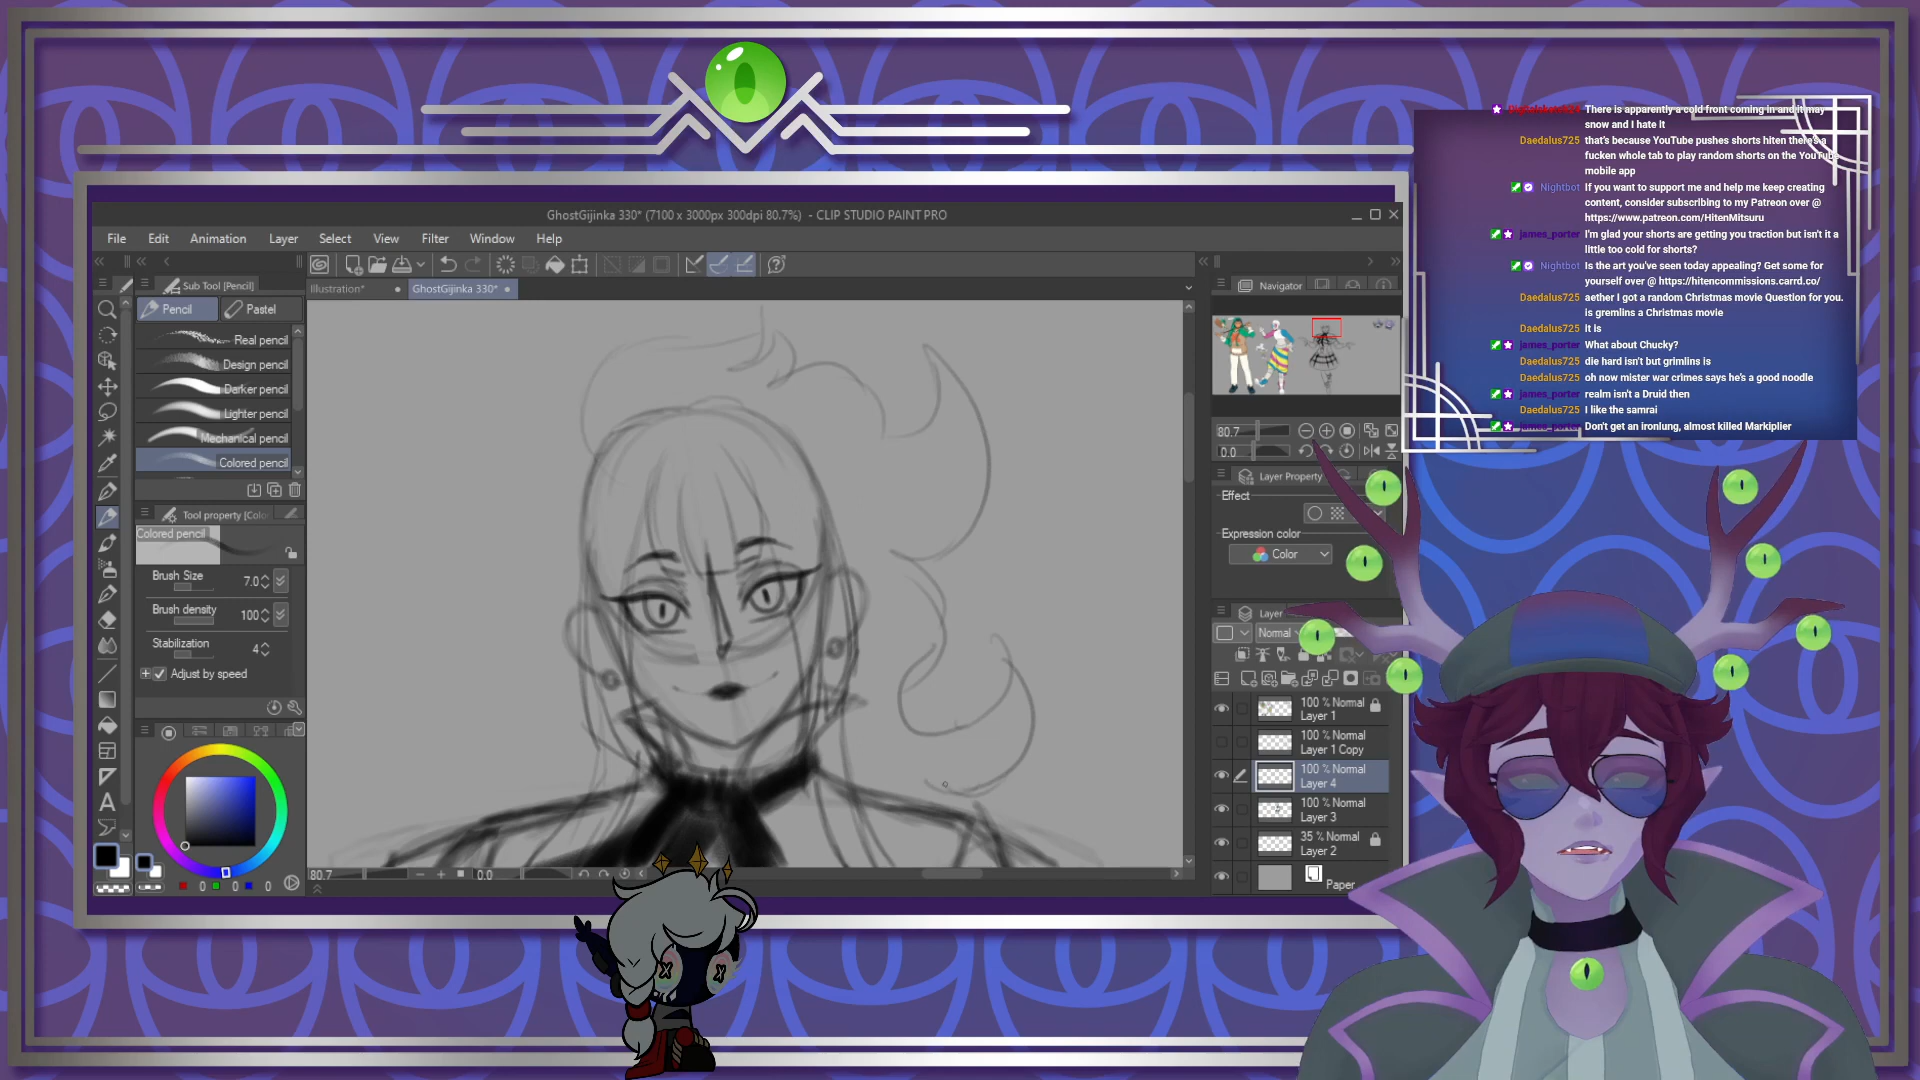 GhostGijinka 330* (7100 x 3000px 300dpi 80.7%) - CLIP STUDIO PAINT PRO
File Edit Animation Layer Select View Filter Window Help
Sub Tool [Pencil]
Pencil
Pastel
Real pencil
Design pencil
Darker pencil
Lighter pencil
Mechanical pencil
Colored pencil
Tool property [Colo
Colored pencil
Brush Size 7.0
Brush density 100
Stabilization 4
Adjust by speed
0 0 0
Illustration*
GhostGijinka 330*
80.7
0.0
Navigator
80.7
0.0
Layer Property
Effect
Expression color
Color
Layer
Normal
100 % Normal
Layer 1
100 % Normal
Layer 1 Copy
100 % Normal
Layer 4
100 % Normal
Layer 3
35 % Normal
Layer 2
Paper
There is apparently a cold front coming in and it may
snow and I hate it
Daedalus725 that's because YouTube pushes shorts hiten there's a
fucken whole tab to play random shorts on the YouTube
mobile app
Nightbot If you want to support me and help me keep creating
content, consider subscribing to my Patreon over @
https://www.patreon.com/HitenMitsuru
james_porter I'm glad your shorts are getting you traction but isn't it a
little too cold for shorts?
Nightbot Is the art you've seen today appealing? Get some for
yourself over @ https://hitencommissions.carrd.co/
Daedalus725 aether I got a random Christmas movie Question for you.
is gremlins a Christmas movie
Daedalus725 it is
james_porter What about Chucky?
Daedalus725 die hard isn't but grimlins is
Daedalus725 oh now mister war crimes says he's a good noodle
james_porter realm isn't a Druid then
Daedalus725 I like the samrai
james_porter Don't get an ironlung, almost killed Markiplier